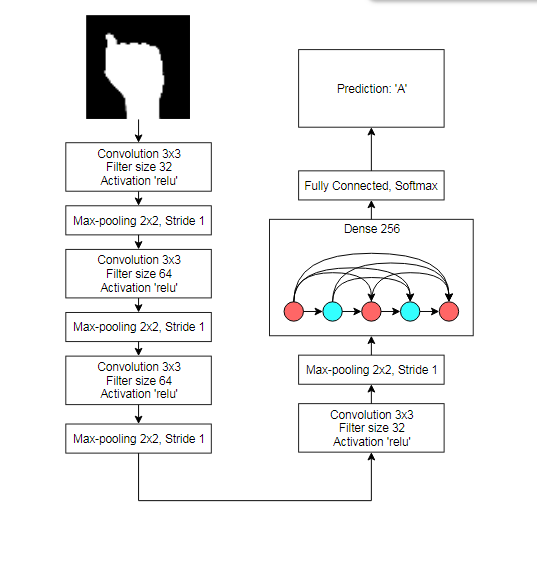 Convolution 3x3
Filter size 32
Activation 'relu'
Max-pooling 2x2, Stride 1
Convolution 3x3
Filter size 64
Activation 'relu'
Max-pooling 2x2, Stride 1
Convolution 3x3
Filter size 64
Activation 'relu'
Max-pooling 2x2, Stride 1
Convolution 3x3
Filter size 32
Activation 'relu'
Max-pooling 2x2, Stride 1
Dense 256
Fully Connected, Softmax
Prediction: 'A'